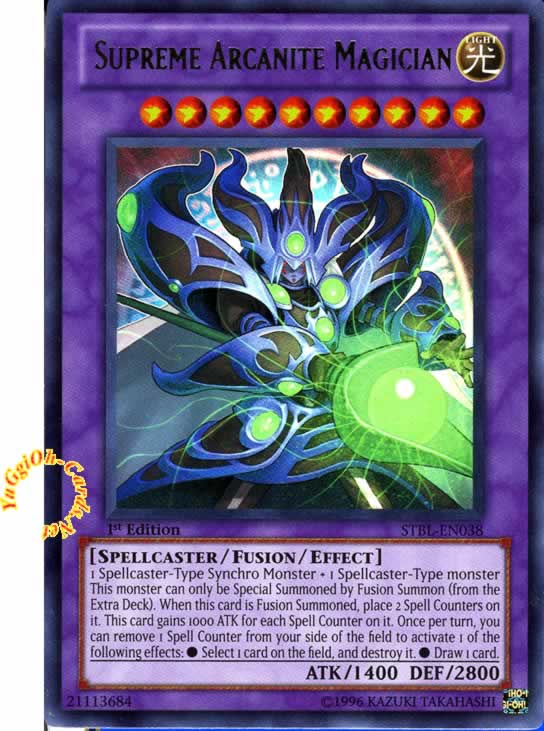 SUPREME ARCANITE MAGICIAN
LIGHT
光
1st Edition
STBL-EN038
[SPELLCASTER/FUSION/EFFECT]
1 Spellcaster-Type Synchro Monster + 1 Spellcaster-Type monster
This monster can only be Special Summoned by Fusion Summon (from the
Extra Deck). When this card is Fusion Summoned, place 2 Spell Counters on
it. This card gains 1000 ATK for each Spell Counter on it. Once per turn, you
can remove 1 Spell Counter from your side of the field to activate 1 of the
following effects: ● Select 1 card on the field, and destroy it. ● Draw 1 card.
ATK/1400 DEF/2800
21113684
©1996 KAZUKI TAKAHASHI
YuGgiOh-Cards.Net